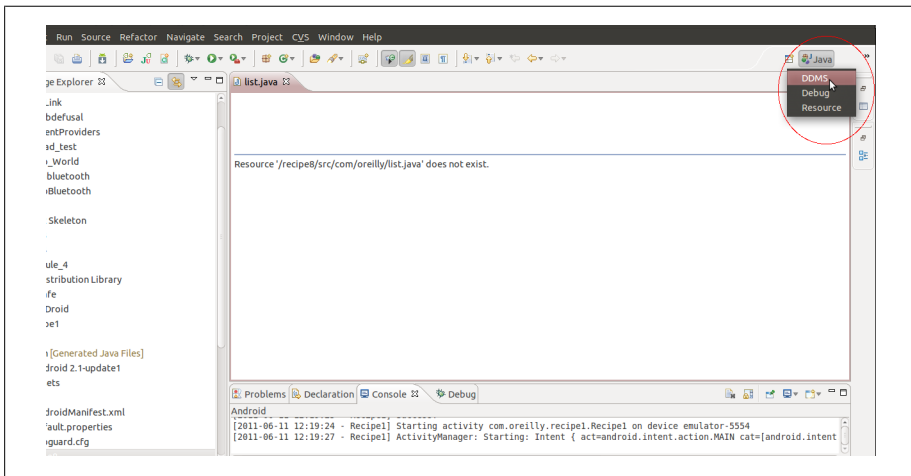 Run Source Refactor Navigate Search Project CVS Window Help
ge Explorer
list.java
Java
DDMS
Debug
Resource
Link
bdefusal
entProviders
ad_test
_World
bluetooth
Bluetooth
Skeleton
ule_4
stribution Library
fe
Droid
pe1
[Generated Java Files]
droid 2.1-update1
ets
droidManifest.xml
ault.properties
guard.cfg
Resource '/recipe8/src/com/oreilly/list.java' does not exist.
Problems Declaration Console Debug
Android
[2011-06-11 12:19:24 - Recipe1] Starting activity com.oreilly.recipe1.Recipe1 on device emulator-5554
[2011-06-11 12:19:27 - Recipe1] ActivityManager: Starting: Intent { act=android.intent.action.MAIN cat=[android.intent